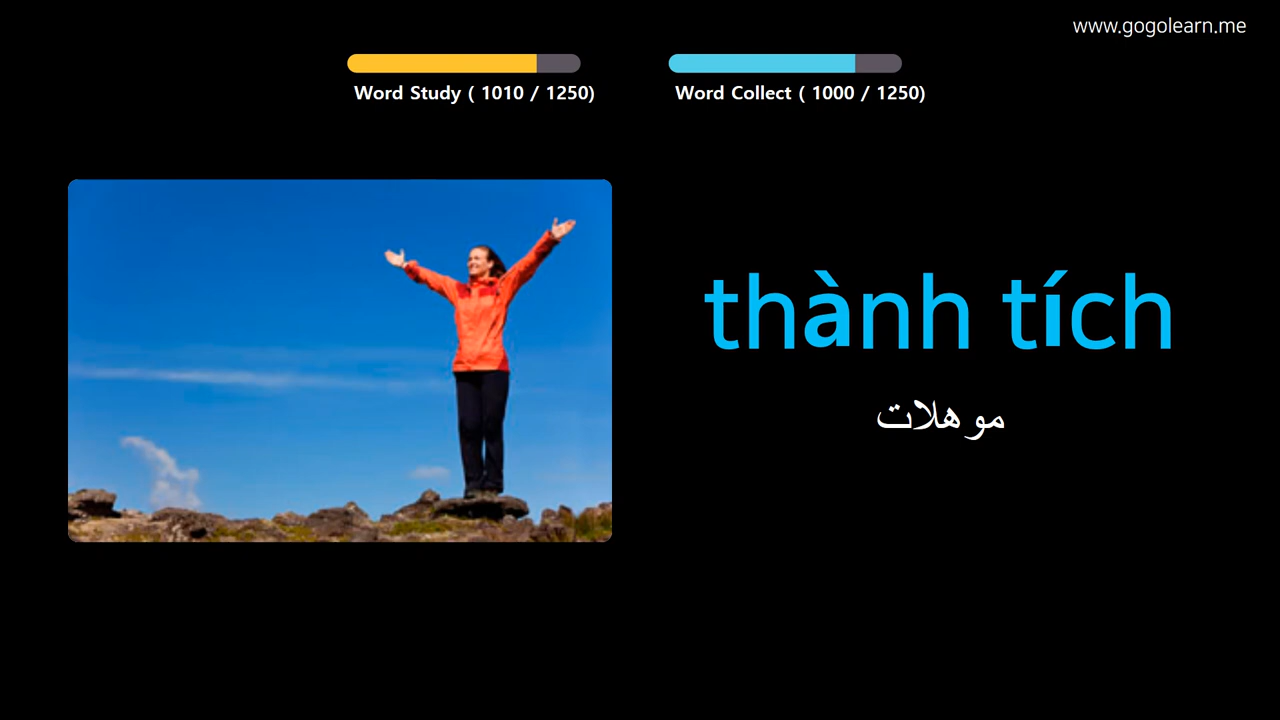 www.gogolearn.me
Word Study ( 1010 / 1250)
Word Collect ( 1000 / 1250)
thành tích
موهلات